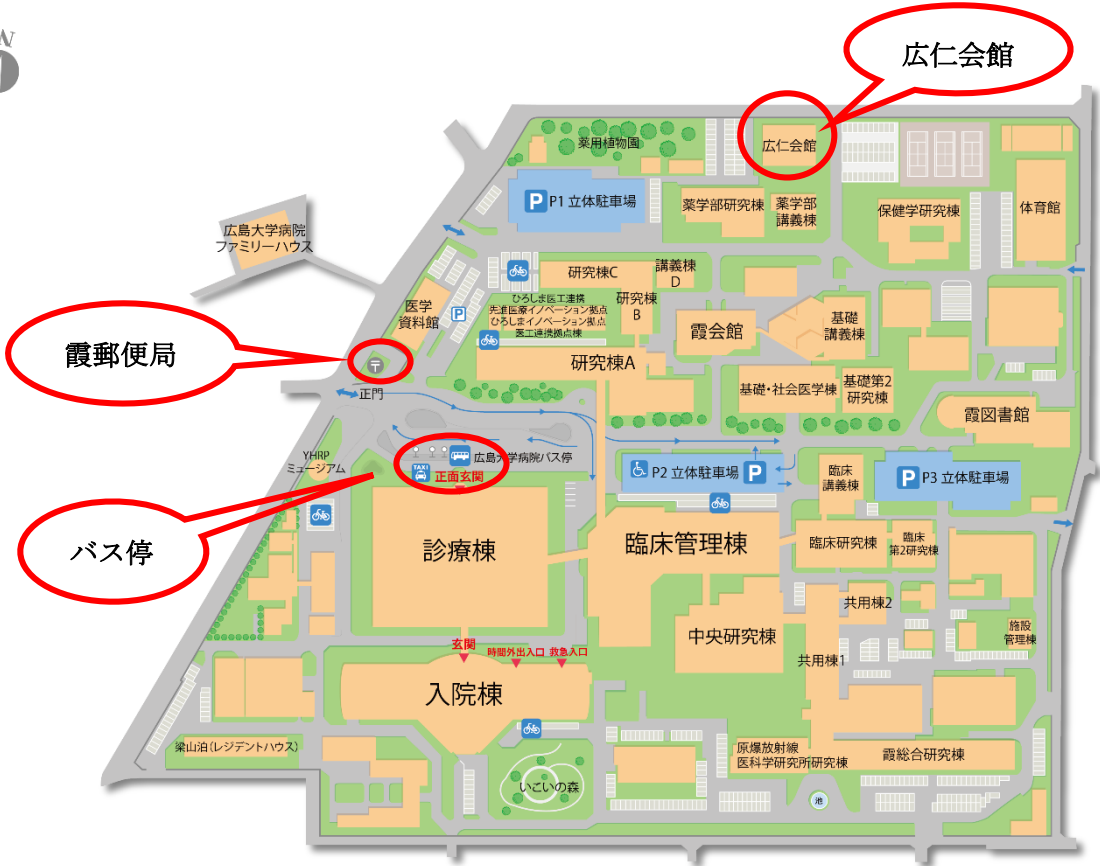 N
広仁会館
薬用植物園
広仁会館
P P1 立体駐車場
薬学部研究棟
薬学部
講義棟
保健学研究棟
体育館
広島大学病院
ファミリーハウス
研究棟C
講義棟
D
医学
資料館
P
ひろしま医工連携
先進医療イノベーション拠点
ひろしまイノベーション拠点
医工連携拠点棟
研究棟
B
霞会館
基礎
講義棟
霞郵便局
〒
正門
研究棟A
基礎・社会医学棟
基礎第2
研究棟
霞図書館
YHRP
ミュージアム
広島大学病院バス停
TAXI
正面玄関
P2 立体駐車場 P
臨床
講義棟
P P3 立体駐車場
バス停
診療棟
臨床管理棟
臨床研究棟
臨床
第2研究棟
共用棟2
中央研究棟
施設
管理棟
共用棟1
玄関
時間外出入口
救急入口
入院棟
梁山泊(レジデントハウス)
いこいの森
原爆放射線
医科学研究所研究棟
霞総合研究棟
池